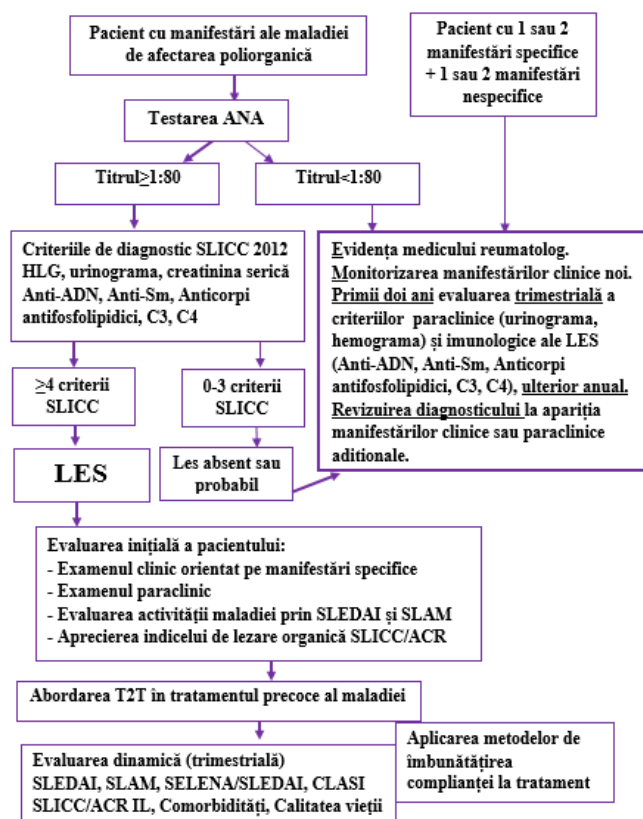 Pacient cu manifestări ale maladiei
de afectarea poliorganică
Pacient cu 1 sau 2
manifestări specifice
+ 1 sau 2 manifestări
nespecifice
Testarea ANA
Titrul≥1:80
Titrul<1:80
Criteriile de diagnostic SLICC 2012
HLG, urinograma, creatinina serică
Anti-ADN, Anti-Sm, Anticorpi
antifosfolipidici, C3, C4
Evidența medicului reumatolog.
Monitorizarea manifestărilor clinice noi.
Primii doi ani evaluarea trimestrială a
criteriilor paraclinice (urinograma,
hemograma) și imunologice ale LES
(Anti-ADN, Anti-Sm, Anticorpi
antifosfolipidici, C3, C4), ulterior anual.
Revizuirea diagnosticului la apariția
manifestărilor clinice sau paraclinice
aditionale.
≥4 criterii
SLICC
0-3 criterii
SLICC
LES
Les absent sau
probabil
Evaluarea inițială a pacientului:
- Examenul clinic orientat pe manifestări specifice
- Examenul paraclinic
- Evaluarea activității maladiei prin SLEDAI și SLAM
- Aprecierea indicelui de lezare organică SLICC/ACR
Abordarea T2T în tratamentul precoce al maladiei
Evaluarea dinamică (trimestrială)
SLEDAI, SLAM, SELENA/SLEDAI, CLASI
SLICC/ACR IL, Comorbidități, Calitatea vieții
Aplicarea metodelor de
îmbunătățirea
complianței la tratament